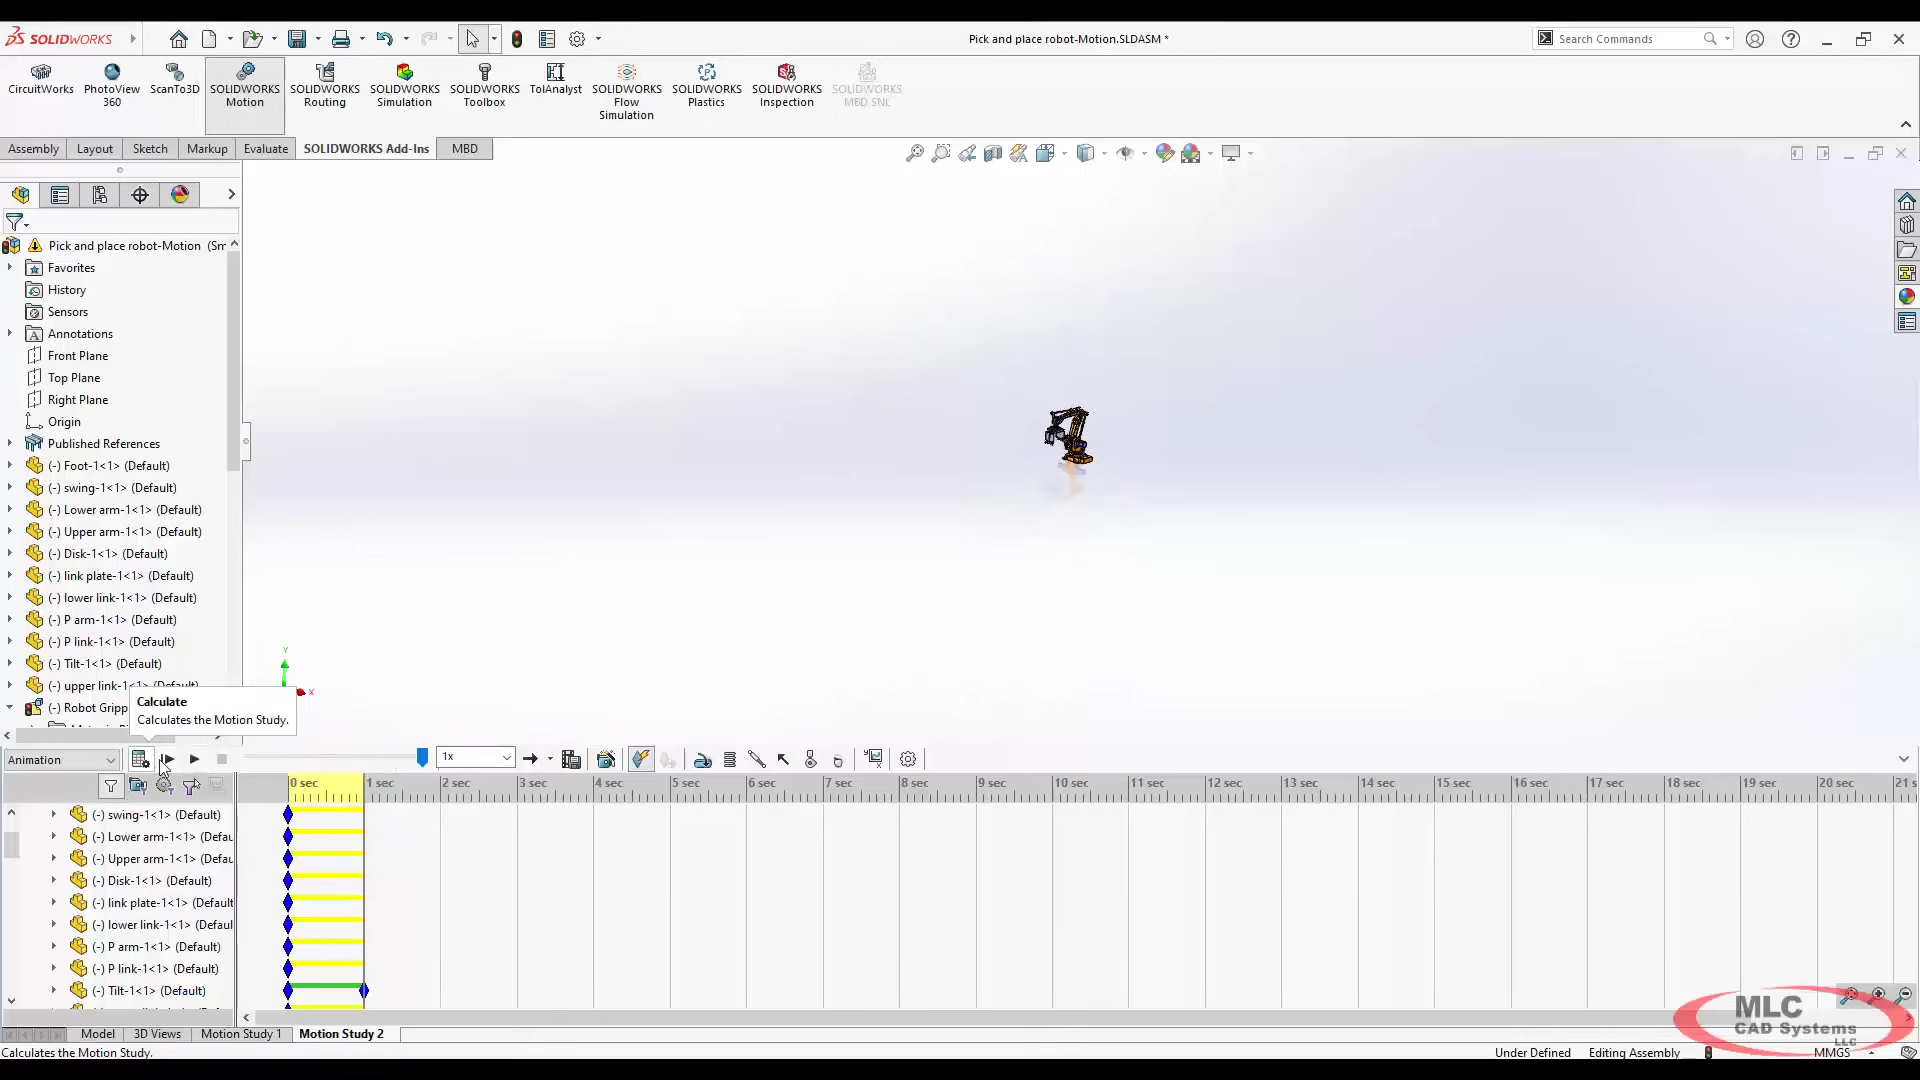 SOLIDWORKS
Pick and place robot-Motion.SLDASM *
Search Commands
CircuitWorks
PhotoView
360
ScanTo3D
SOLIDWORKS
Motion
SOLIDWORKS
Routing
SOLIDWORKS
Simulation
SOLIDWORKS
Toolbox
TolAnalyst
SOLIDWORKS
Flow
Simulation
SOLIDWORKS
Plastics
SOLIDWORKS
Inspection
SOLIDWORKS
MBD SNL
Assembly Layout Sketch Markup Evaluate SOLIDWORKS Add-Ins MBD
Pick and place robot-Motion (Sm
Favorites
History
Sensors
Annotations
Front Plane
Top Plane
Right Plane
Origin
Published References
(-) Foot-1<1> (Default)
(-) swing-1<1> (Default)
(-) Lower arm-1<1> (Default)
(-) Upper arm-1<1> (Default)
(-) Disk-1<1> (Default)
(-) link plate-1<1> (Default)
(-) lower link-1<1> (Default)
(-) P arm-1<1> (Default)
(-) P link-1<1> (Default)
(-) Tilt-1<1> (Default)
(-) upper link-1
(-) Robot Gripp
Calculate
Calculates the Motion Study.
Y
X
Animation
1x
0 sec 1 sec 2 sec 3 sec 4 sec 5 sec 6 sec 7 sec 8 sec 9 sec 10 sec 11 sec 12 sec 13 sec 14 sec 15 sec 16 sec 17 sec 18 sec 19 sec 20 sec 21 s
(-) swing-1<1> (Default)
(-) Lower arm-1<1> (Defau
(-) Upper arm-1<1> (Defau
(-) Disk-1<1> (Default)
(-) link plate-1<1> (Default
(-) lower link-1<1> (Defaul
(-) P arm-1<1> (Default)
(-) P link-1<1> (Default)
(-) Tilt-1<1> (Default)
Model 3D Views Motion Study 1 Motion Study 2
Calculates the Motion Study.
Under Defined Editing Assembly MMGS
MLC
CAD Systems
LLC